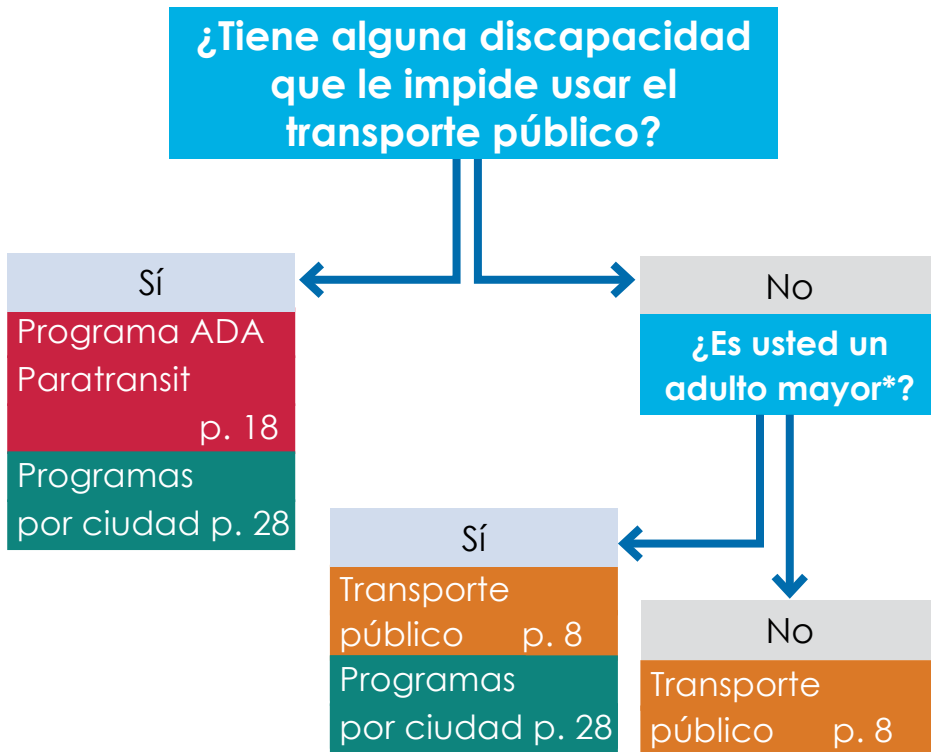 ¿Tiene alguna discapacidad
que le impide usar el
transporte público?
Sí
Programa ADA
Paratransit
p. 18
Programas
por ciudad p. 28
No
¿Es usted un
adulto mayor*?
Sí
Transporte
público p. 8
Programas
por ciudad p. 28
No
Transporte
público p. 8